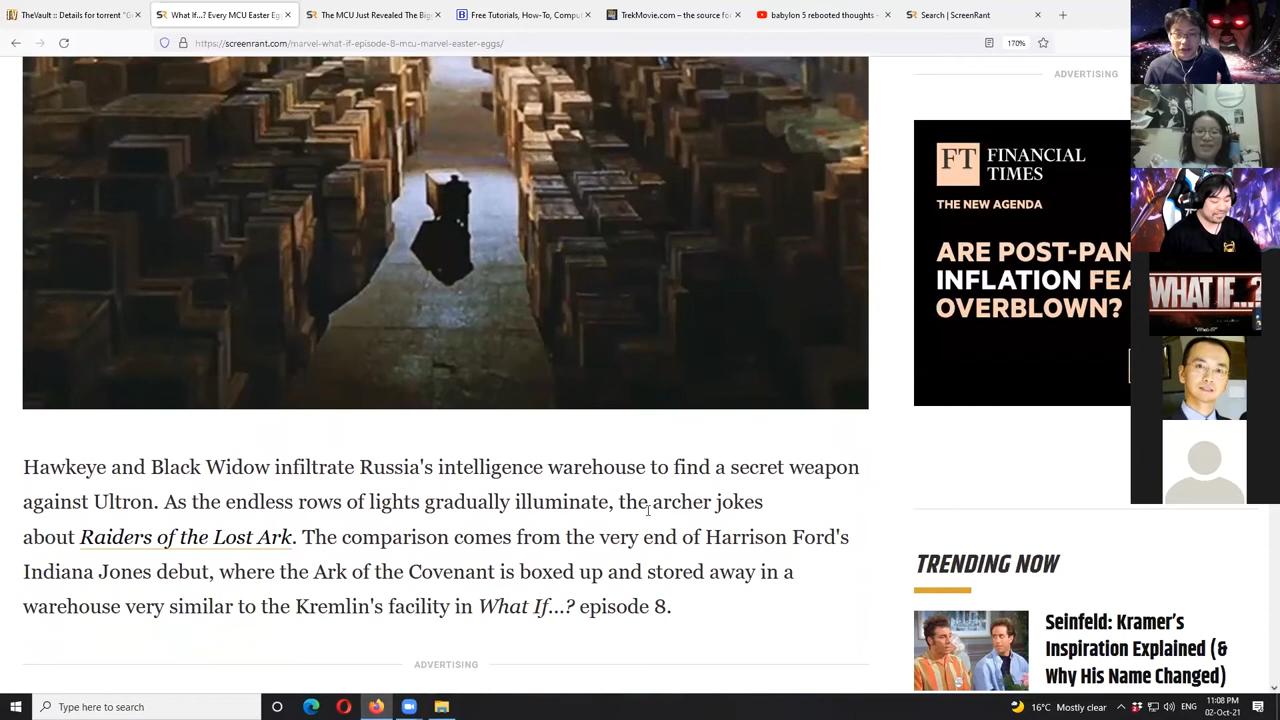 TheVault :: Details for torrent "G
What If...? Every MCU Easter Eg
The MCU Just Revealed The Big
Free Tutorials, How-To, Compu
TrekMovie.com – the source fo
babylon 5 rebooted thoughts -
Search | ScreenRant
https://screenrant.com/marvel-what-if-episode-8-mcu-marvel-easter-eggs/
170%
ADVERTISING
FT
FINANCIAL
TIMES
THE NEW AGENDA
ARE POST-PAN
INFLATION FEA
OVERBLOWN?
WHAT IF...?
Hawkeye and Black Widow infiltrate Russia's intelligence warehouse to find a secret weapon
against Ultron. As the endless rows of lights gradually illuminate, the archer jokes
about Raiders of the Lost Ark. The comparison comes from the very end of Harrison Ford's
Indiana Jones debut, where the Ark of the Covenant is boxed up and stored away in a
warehouse very similar to the Kremlin's facility in What If...? episode 8.
ADVERTISING
TRENDING NOW
Seinfeld: Kramer's
Inspiration Explained (&
Why His Name Changed)
Type here to search
16°C Mostly clear
ENG
11:08 PM
02-Oct-21